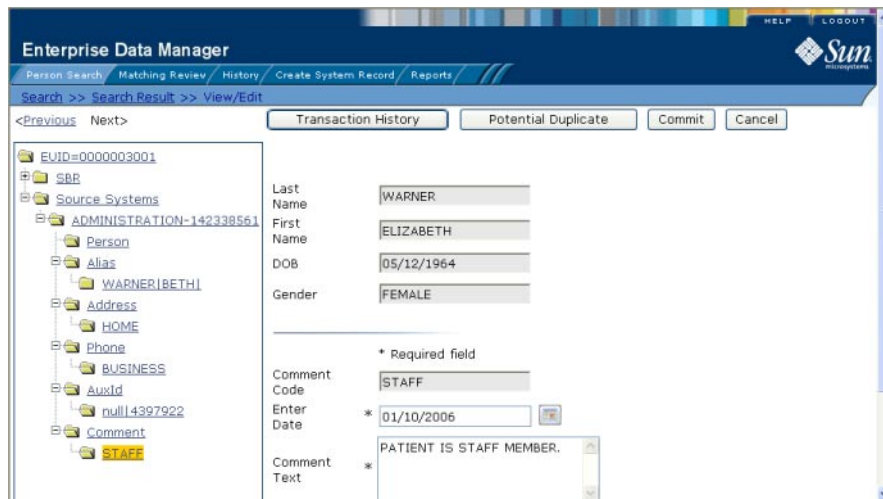 HELP LOGOUT
Enterprise Data Manager
Sun
microsystems
Person Search Matching Review History Create System Record Reports
Search >> Search Result >> View/Edit
<Previous Next> Transaction History Potential Duplicate Commit Cancel
EUID=0000003001
SBR
Source Systems
ADMINISTRATION-142338561
Person
Alias
WARNER|BETH|
Address
HOME
Phone
BUSINESS
AuxId
null|4397922
Comment
STAFF
Last
Name
WARNER
First
Name
ELIZABETH
DOB
05/12/1964
Gender
FEMALE
* Required field
Comment
Code
STAFF
Enter
Date
* 01/10/2006
Comment
Text
* PATIENT IS STAFF MEMBER.